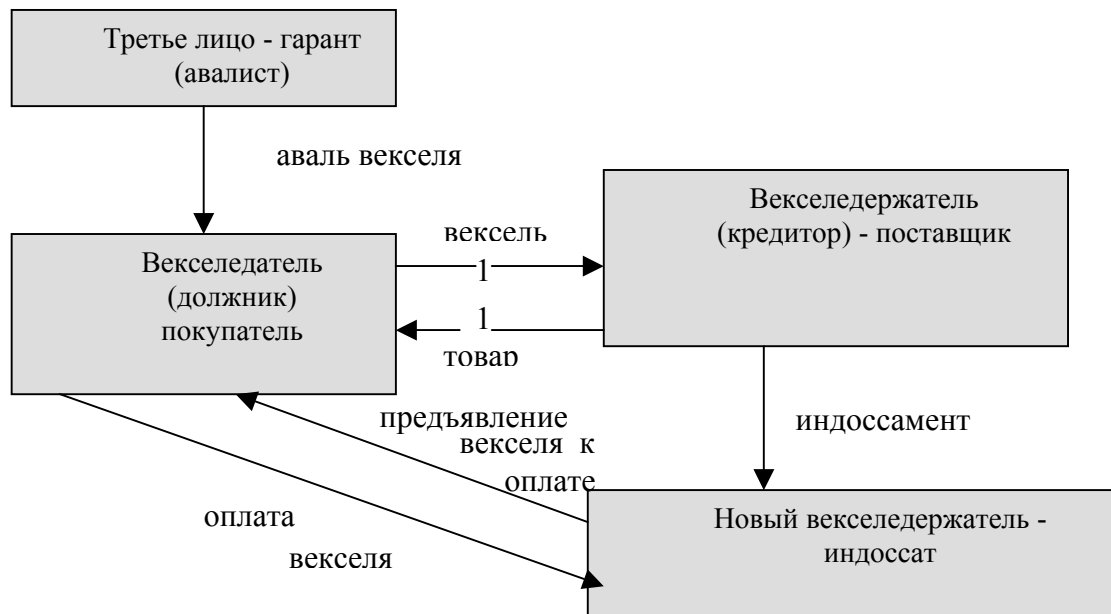 Третье лицо - гарант
(авалист)
аваль векселя
Векселедержатель
(кредитор) - поставщик
Векселедатель
(должник)
покупатель
вексель
1
1
товар
индоссамент
предъявление
векселя к
оплате
оплата
векселя
Новый векселедержатель -
индоссат